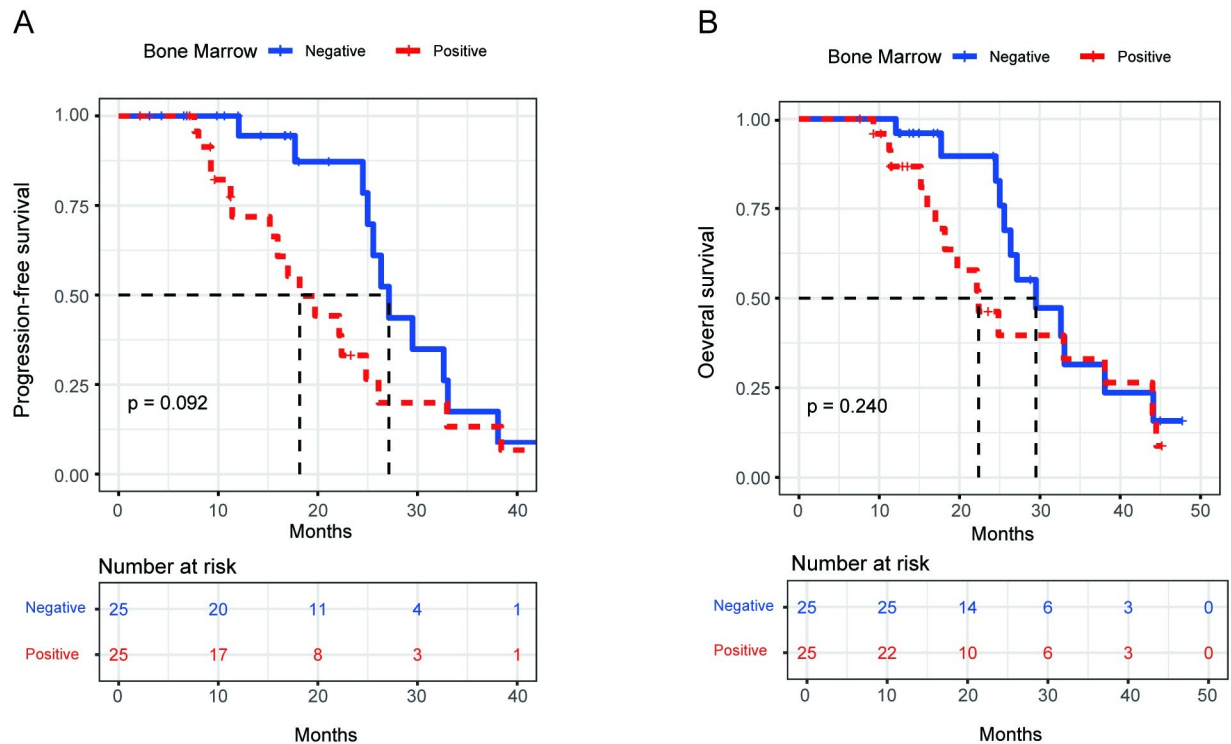 A
Bone Marrow Negative Positive
1.00
0.75
0.50
0.25
0.00
Progression-free survival
p = 0.092
0 10 20 30 40
Months
Number at risk
Negative 25 20 11 4 1
Positive 25 17 8 3 1
0 10 20 30 40
Months
B
Bone Marrow Negative Positive
1.00
0.75
0.50
0.25
0.00
Oeveral survival
p = 0.240
0 10 20 30 40 50
Months
Number at risk
Negative 25 25 14 6 3 0
Positive 25 22 10 6 3 0
0 10 20 30 40 50
Months